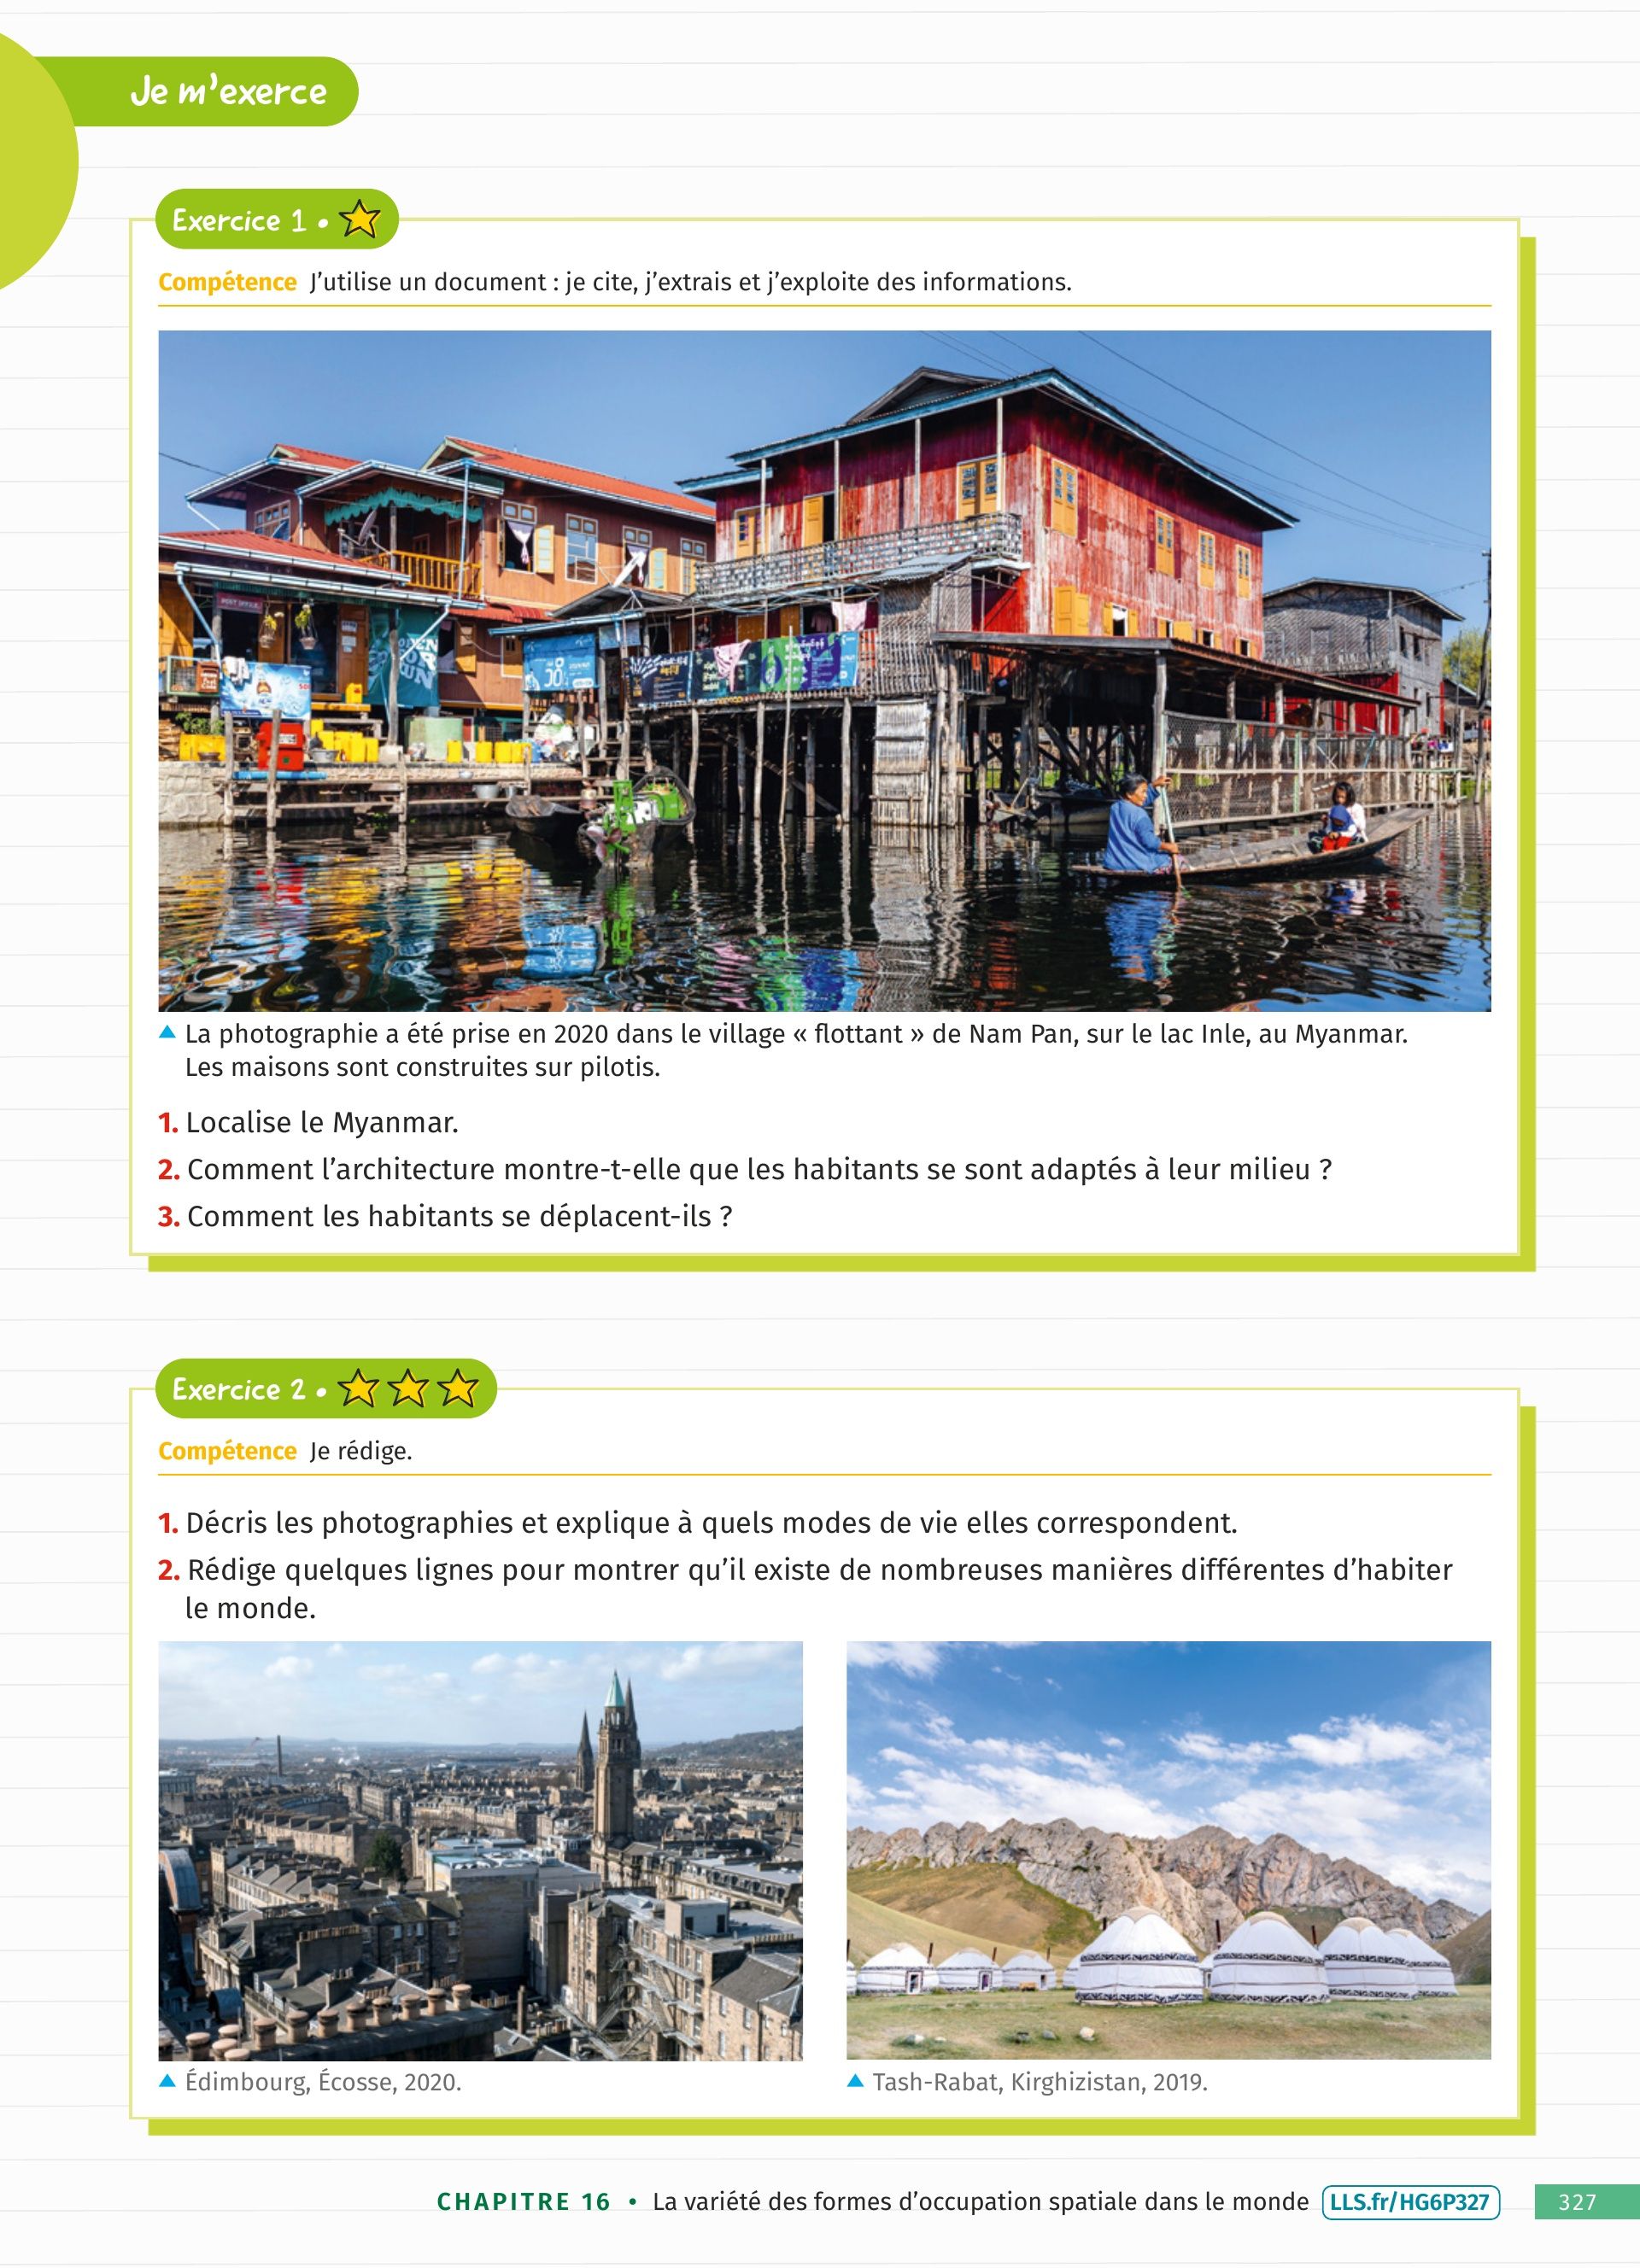 Je m'exerce
Exercice 1 •
Compétence J'utilise un document : je cite, j'extrais et j'exploite des informations.
POST OFFICE
▲ La photographie a été prise en 2020 dans le village « flottant » de Nam Pan, sur le lac Inle, au Myanmar.
Les maisons sont construites sur pilotis.
1. Localise le Myanmar.
2. Comment l'architecture montre-t-elle que les habitants se sont adaptés à leur milieu ?
3. Comment les habitants se déplacent-ils ?
Exercice 2 •
Compétence Je rédige.
1. Décris les photographies et explique à quels modes de vie elles correspondent.
2. Rédige quelques lignes pour montrer qu'il existe de nombreuses manières différentes d'habiter
le monde.
▲ Édimbourg, Écosse, 2020.
▲ Tash-Rabat, Kirghizistan, 2019.
CHAPITRE 16 • La variété des formes d'occupation spatiale dans le monde LLS.fr/HG6P327 327